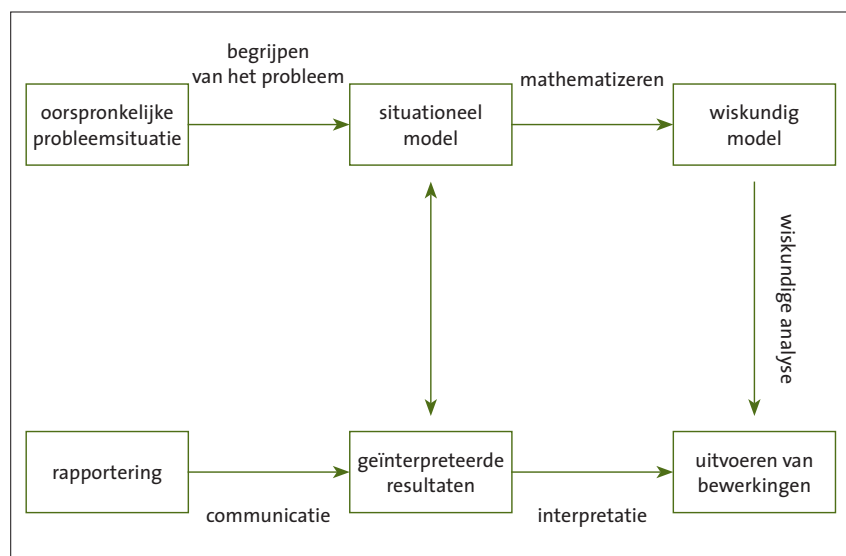 begrijpen
van het probleem
mathematizeren
oorspronkelijke
probleemsituatie
situationeel
model
wiskundig
model
wiskundige analyse
rapportering
geïnterpreteerde
resultaten
uitvoeren van
bewerkingen
communicatie
interpretatie